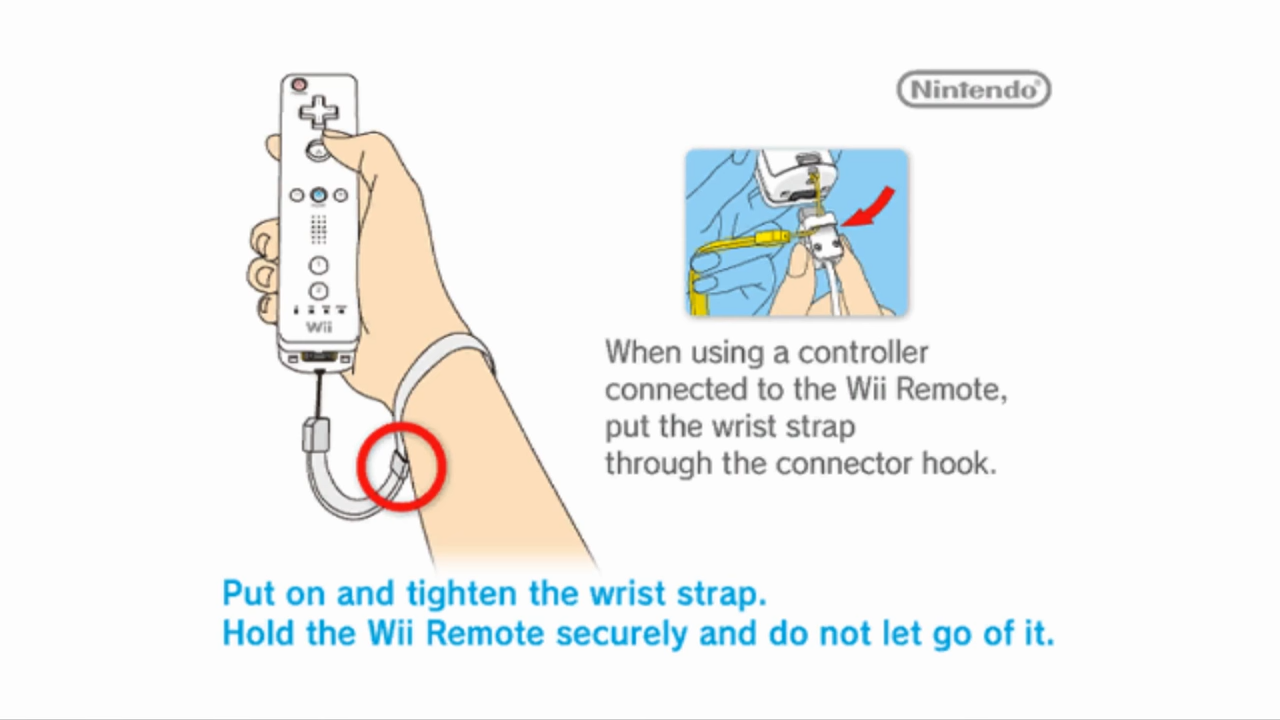 Nintendo®
When using a controller
connected to the Wii Remote,
put the wrist strap
through the connector hook.
Wii
Put on and tighten the wrist strap.
Hold the Wii Remote securely and do not let go of it.